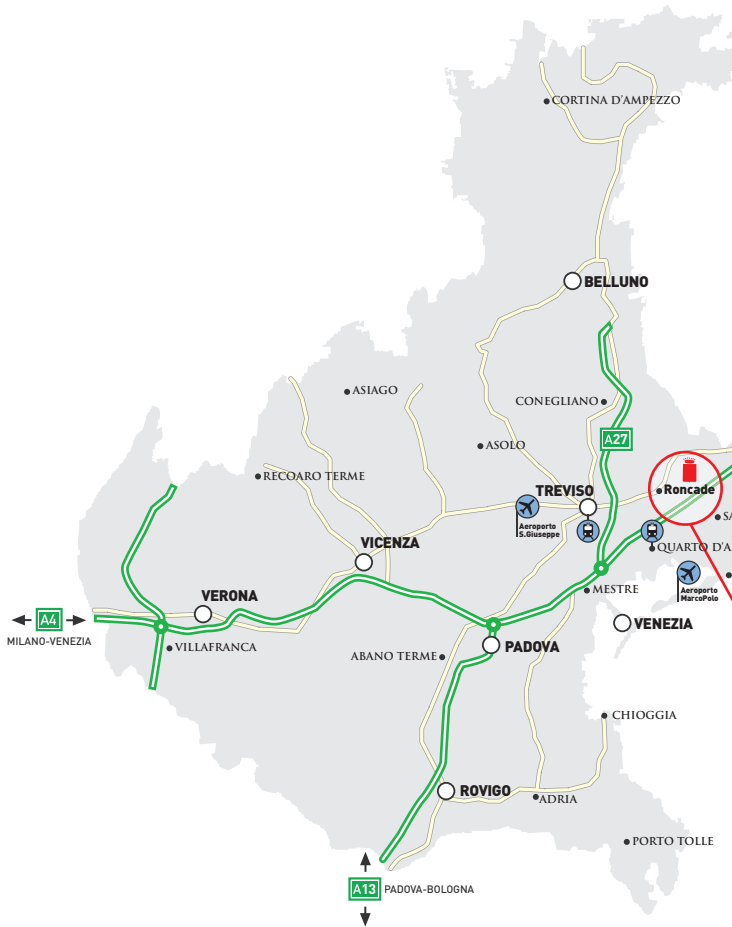 CORTINA D'AMPEZZO
BELLUNO
ASIAGO
CONEGLIANO
A27
ASOLO
RECOARO TERME
TREVISO
Roncade
Aeroporto
S.Giuseppe
SA
VICENZA
QUARTO D'A
Aeroporto
MarcoPolo
MESTRE
VERONA
A4
MILANO-VENEZIA
VENEZIA
VILLAFRANCA
ABANO TERME
PADOVA
CHIOGGIA
ROVIGO
ADRIA
PORTO TOLLE
A13 PADOVA-BOLOGNA